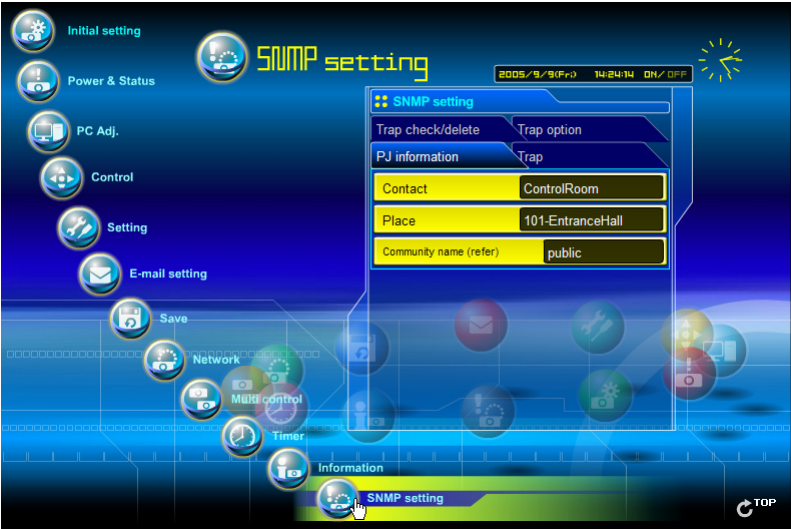 Initial setting
Power & Status
PC Adj.
Control
Setting
E-mail setting
Save
Network
Multi control
Timer
Information
SNMP setting
SNMP setting
2005/9/9(Fri) 14:24:14 ON/OFF
SNMP setting
Trap check/delete Trap option
PJ information Trap
Contact ControlRoom
Place 101-EntranceHall
Community name (refer) public
TOP